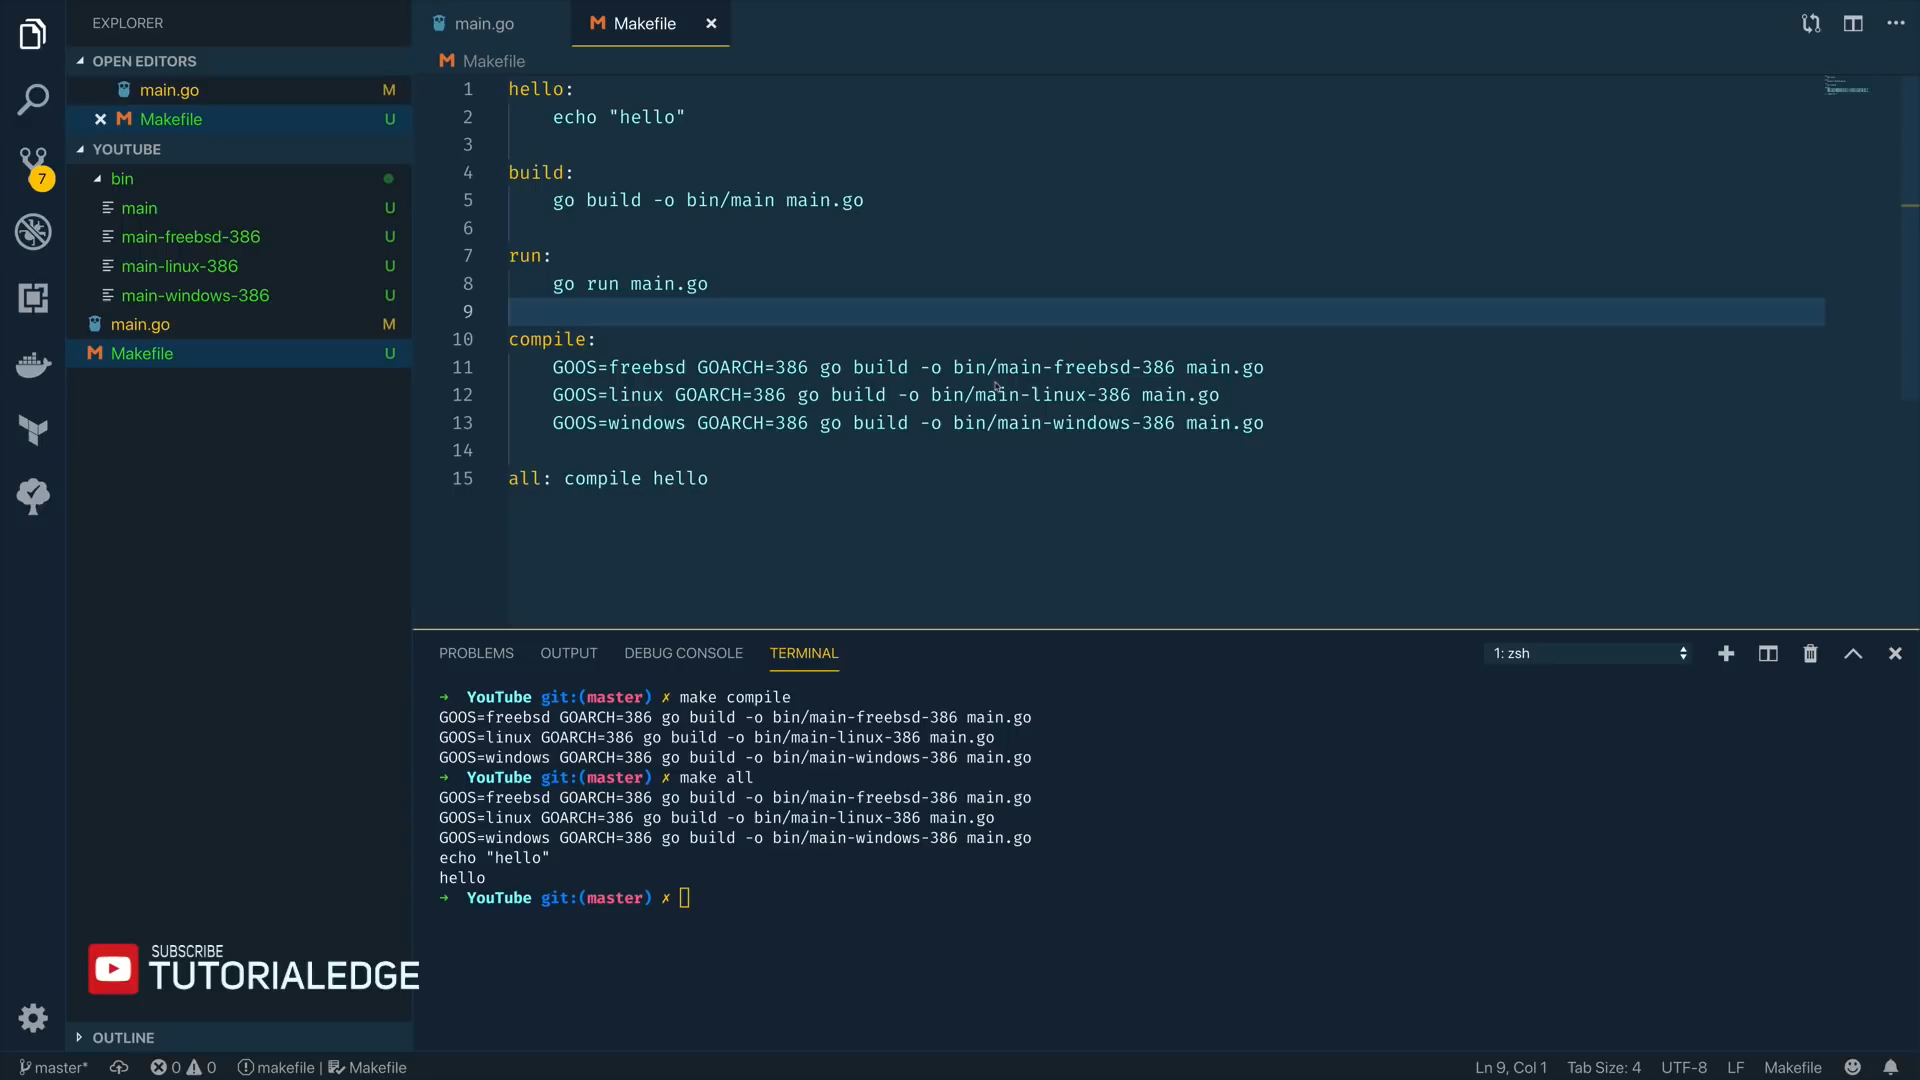 EXPLORER
OPEN EDITORS
main.go M
Makefile U
YOUTUBE
bin
main U
main-freebsd-386 U
main-linux-386 U
main-windows-386 U
main.go M
Makefile U
7
SUBSCRIBE
TUTORIALEDGE
OUTLINE
main.go
Makefile
Makefile
1 hello:
2 echo "hello"
3
4 build:
5 go build -o bin/main main.go
6
7 run:
8 go run main.go
9
10 compile:
11 GOOS=freebsd GOARCH=386 go build -o bin/main-freebsd-386 main.go
12 GOOS=linux GOARCH=386 go build -o bin/main-linux-386 main.go
13 GOOS=windows GOARCH=386 go build -o bin/main-windows-386 main.go
14
15 all: compile hello
PROBLEMS OUTPUT DEBUG CONSOLE TERMINAL 1: zsh
➜ YouTube git:(master) ✗ make compile
GOOS=freebsd GOARCH=386 go build -o bin/main-freebsd-386 main.go
GOOS=linux GOARCH=386 go build -o bin/main-linux-386 main.go
GOOS=windows GOARCH=386 go build -o bin/main-windows-386 main.go
➜ YouTube git:(master) ✗ make all
GOOS=freebsd GOARCH=386 go build -o bin/main-freebsd-386 main.go
GOOS=linux GOARCH=386 go build -o bin/main-linux-386 main.go
GOOS=windows GOARCH=386 go build -o bin/main-windows-386 main.go
echo "hello"
hello
➜ YouTube git:(master) ✗
master* 0 0 makefile | Makefile Ln 9, Col 1 Tab Size: 4 UTF-8 LF Makefile